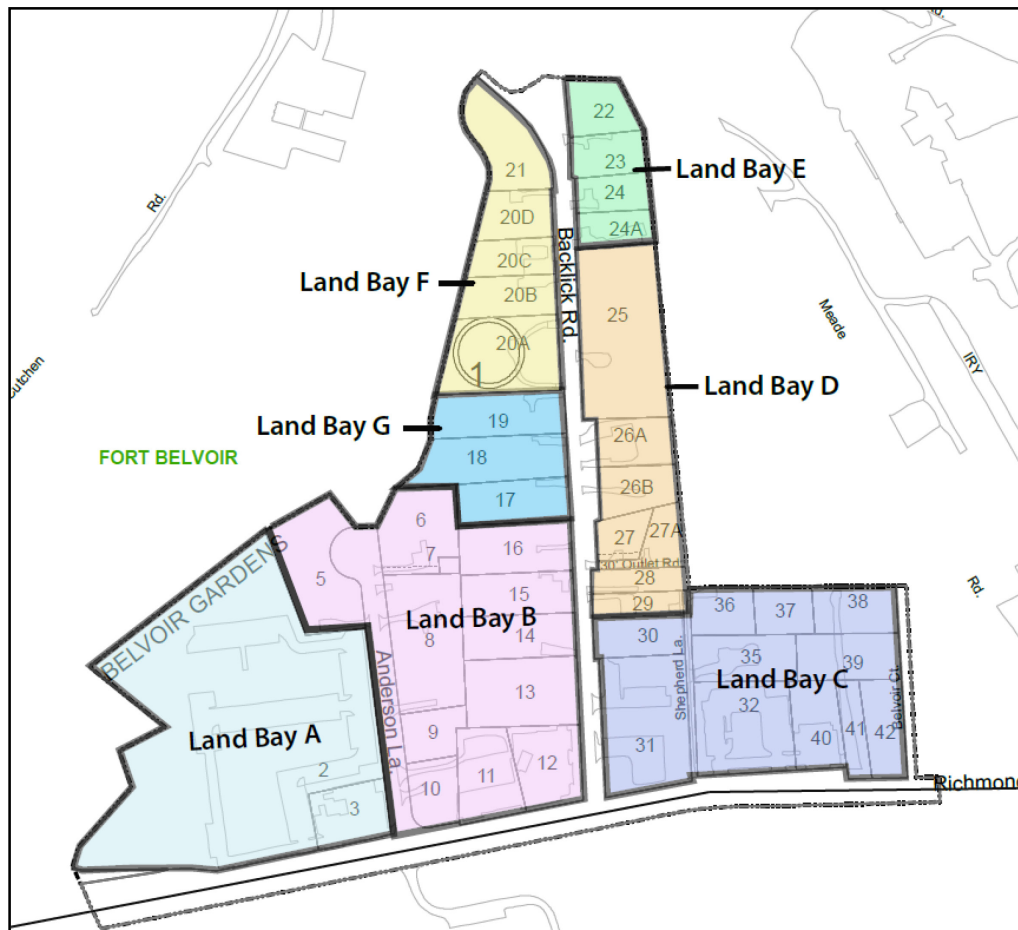 Rd.
22
23
Land Bay E
24
24A
21
20D
20C
20B
20A
1
Land Bay F
Backlick Rd.
25
Meade
IRY
Land Bay D
Land Bay G
19
18
17
26A
26B
27
27A
30' Outlet Rd.
28
29
FORT BELVOIR
BELVOIR GARDENS
5
6
7
16
15
Land Bay B
14
8
13
9
10
11
12
Anderson La.
Land Bay A
2
3
Rd.
30
36
37
38
35
39
Land Bay C
Shepherd La.
32
31
40
41
42
Belvoir Ct.
Richmond